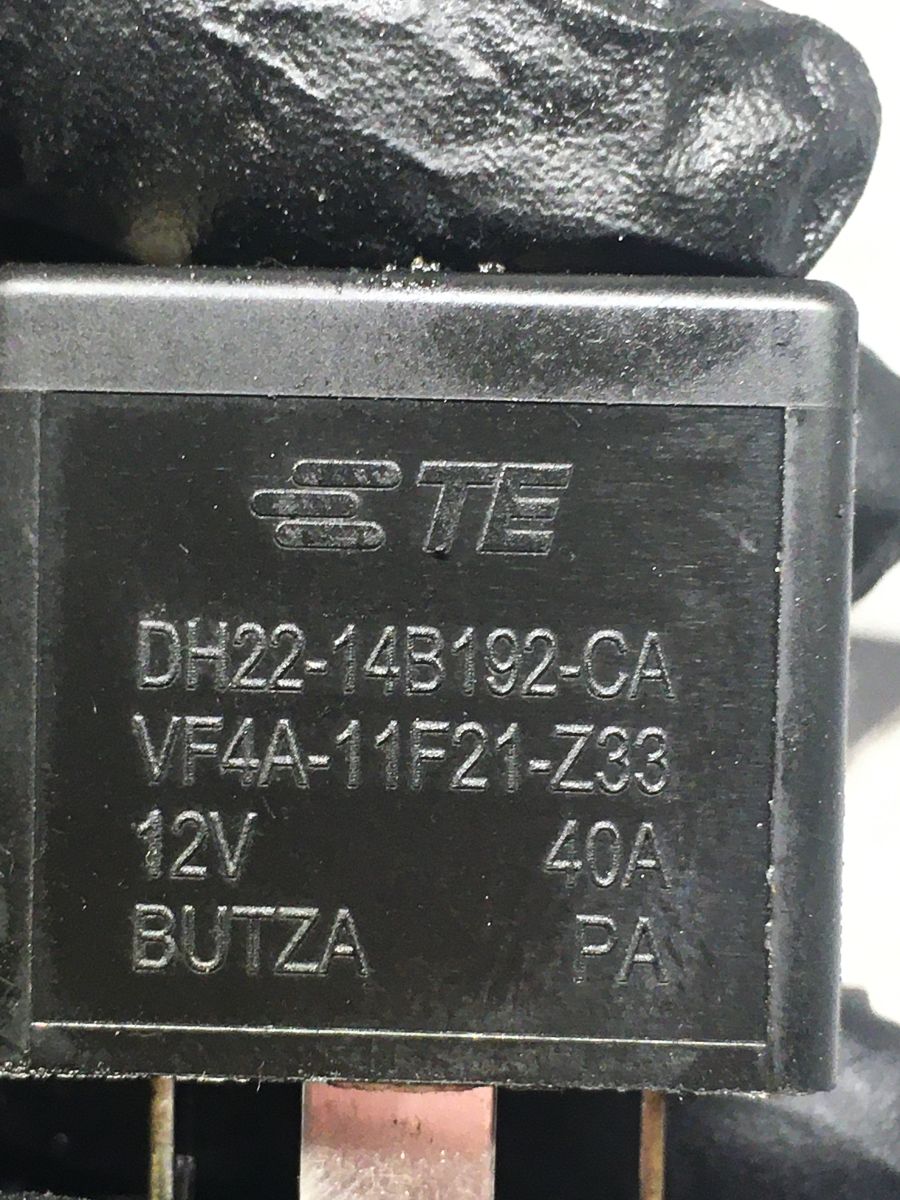 TE
DH22-14B192-CA
VF4A-11F21-Z33
12V 40A
BUTZA PA